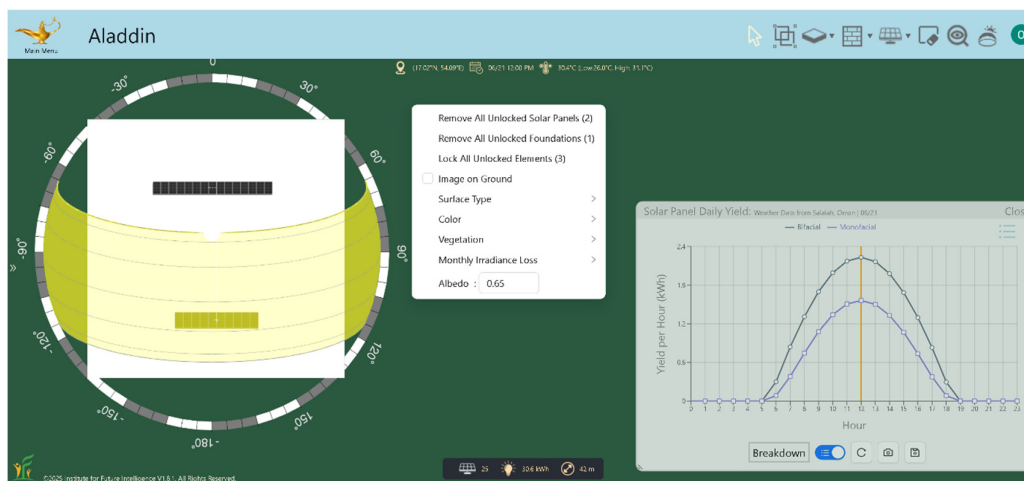 Aladdin
Main Menu
(17.02°N, 54.09°E) 06/21 12:00 PM 30.4°C (Low: 26.0°C, High: 31.1°C)
0
-30°
30°
-60°
60°
-90°
90°
-120°
120°
-150°
150°
-180°
Remove All Unlocked Solar Panels (2)
Remove All Unlocked Foundations (1)
Lock All Unlocked Elements (3)
Image on Ground
Surface Type
Color
Vegetation
Monthly Irradiance Loss
Albedo : 0.65
Solar Panel Daily Yield: Weather Data from Salalah, Oman | 06/21
Clos
Bifacial Monofacial
2.4
1.8
1.2
0.6
0
Yield per Hour (kWh)
0 1 2 3 4 5 6 7 8 9 10 11 12 13 14 15 16 17 18 19 20 21 22 23
Hour
Breakdown
25 30.6 kWh 42 m
©2025 Institute for Future Intelligence V1.6.1. All Rights Reserved.